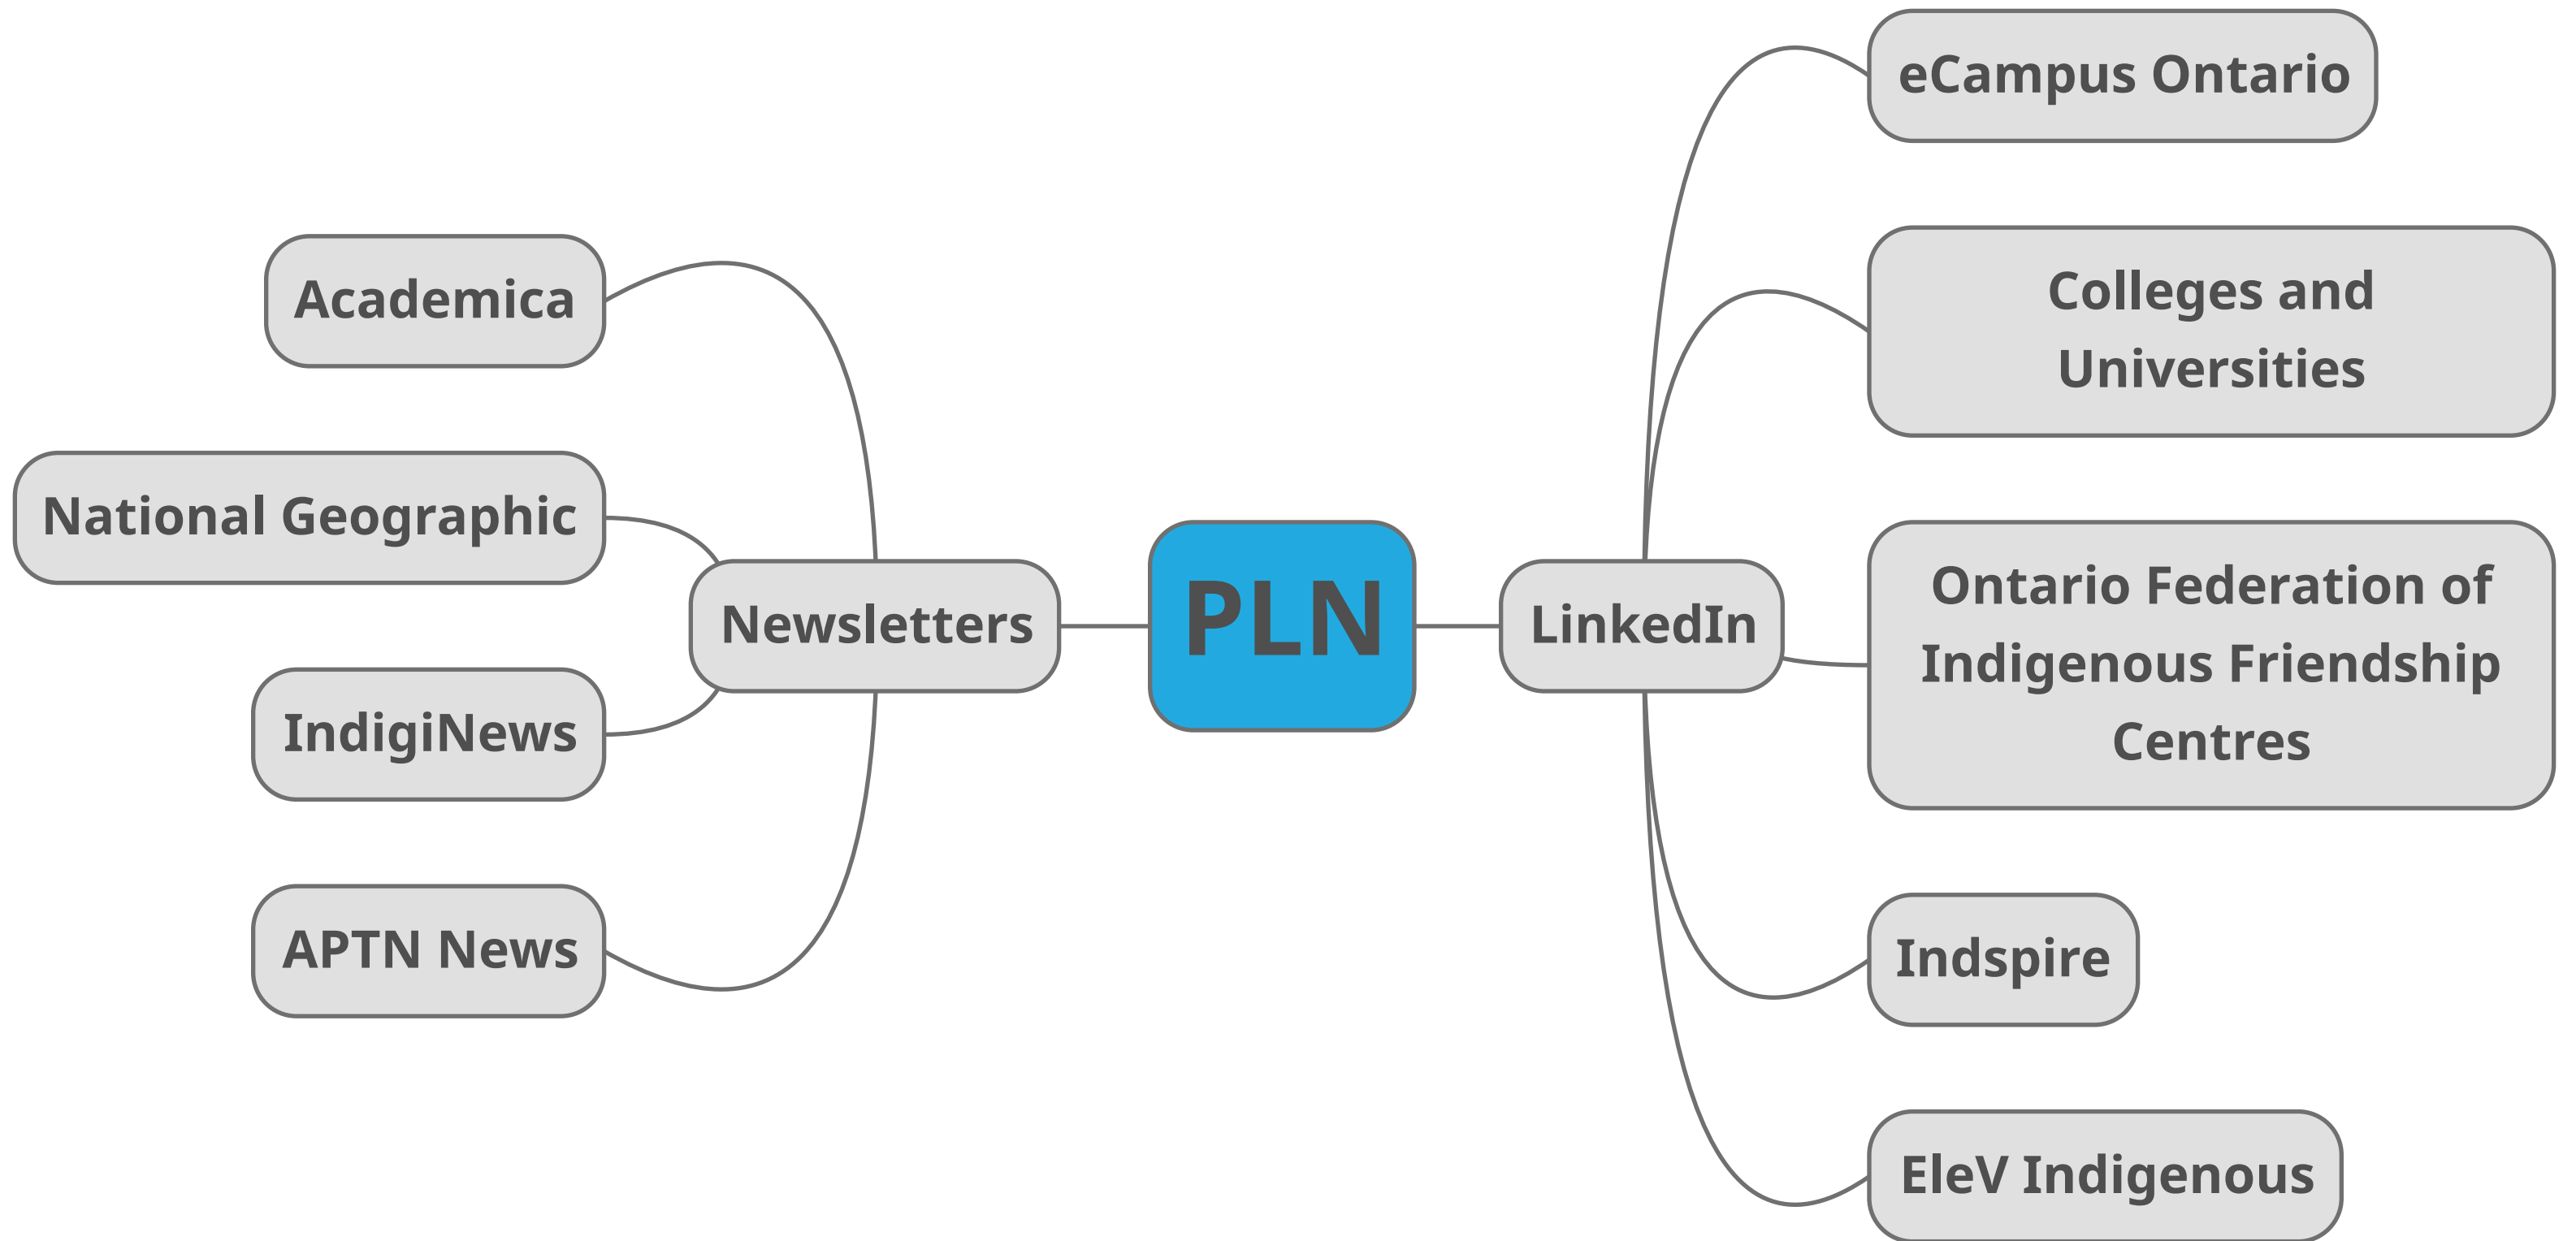 PLN
Newsletters
Academica
National Geographic
IndigiNews
APTN News
LinkedIn
eCampus Ontario
Colleges and
Universities
Ontario Federation of
Indigenous Friendship
Centres
Indspire
EleV Indigenous